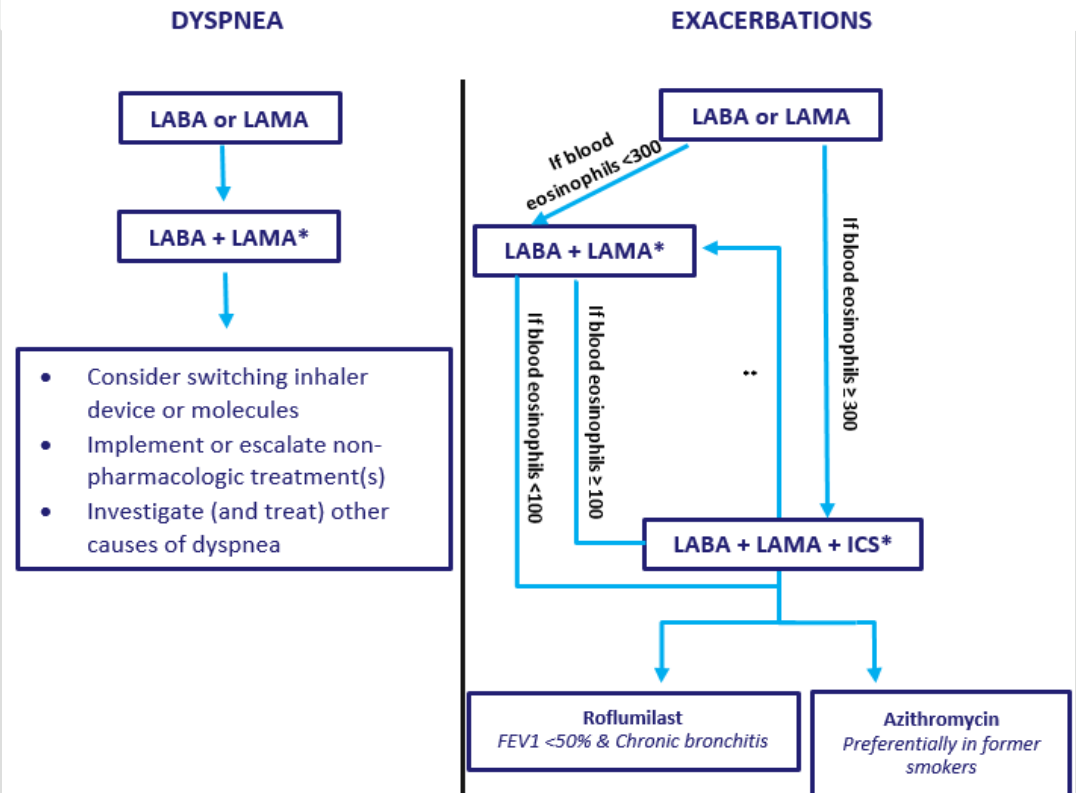 DYSPNEA
LABA or LAMA
LABA + LAMA*
• Consider switching inhaler
device or molecules
• Implement or escalate non-
pharmacologic treatment(s)
• Investigate (and treat) other
causes of dyspnea
EXACERBATIONS
LABA or LAMA
If blood
eosinophils <300
LABA + LAMA*
If blood eosinophils <100
If blood eosinophils ≥ 100
**
If blood eosinophils ≥ 300
LABA + LAMA + ICS*
Roflumilast
FEV1 <50% & Chronic bronchitis
Azithromycin
Preferentially in former
smokers